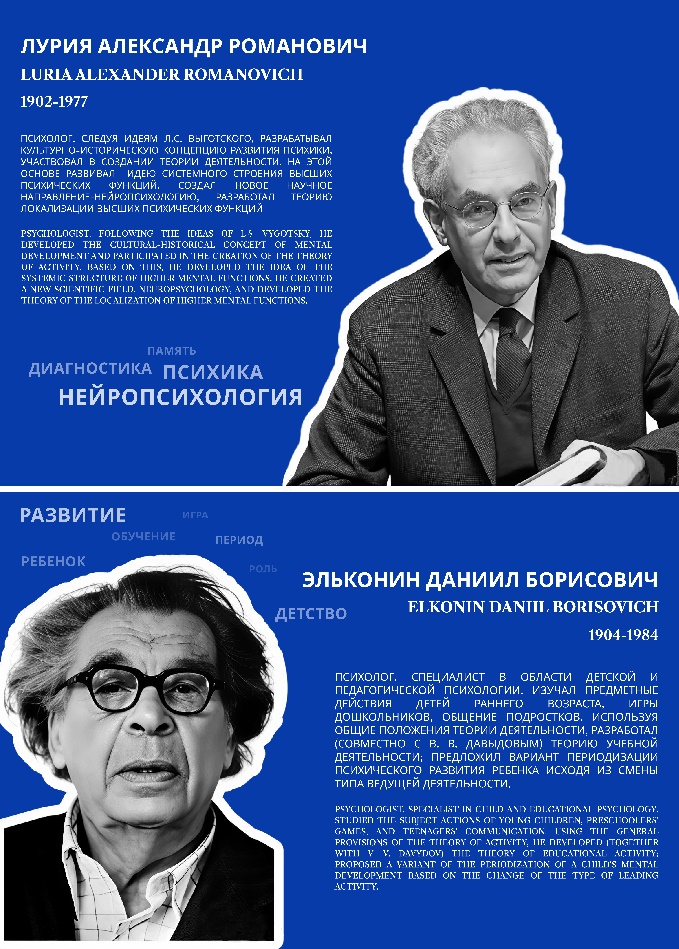 ЛУРИЯ АЛЕКСАНДР РОМАНОВИЧ
LURIA ALEXANDER ROMANOVICH
1902-1977
ПСИХОЛОГ. СЛЕДУЯ ИДЕЯМ Л.С. ВЫГОТСКОГО, РАЗРАБАТЫВАЛ
КУЛЬТУРО-ИСТОРИЧЕСКУЮ КОНЦЕПЦИЮ РАЗВИТИЯ ПСИХИКИ,
УЧАСТВОВАЛ В СОЗДАНИИ ТЕОРИИ ДЕЯТЕЛЬНОСТИ. НА ЭТОЙ
ОСНОВЕ РАЗВИВАЛ ИДЕЮ СИСТЕМНОГО СТРОЕНИЯ ВЫСШИХ
ПСИХИЧЕСКИХ ФУНКЦИЙ. СОЗДАЛ НОВОЕ НАУЧНОЕ
НАПРАВЛЕНИЕ-НЕЙРОПСИХОЛОГИЮ, РАЗРАБОТАЛ ТЕОРИЮ
ЛОКАЛИЗАЦИИ ВЫСШИХ ПСИХИЧЕСКИХ ФУНКЦИЙ
PSYCHOLOGIST. FOLLOWING THE IDEAS OF L.S. VYGOTSKY, HE
DEVELOPED THE CULTURAL-HISTORICAL CONCEPT OF MENTAL
DEVELOPMENT AND PARTICIPATED IN THE CREATION OF THE THEORY
OF ACTIVITY. BASED ON THIS, HE DEVELOPED THE IDEA OF THE
SYSTEMIC STRUCTURE OF HIGHER MENTAL FUNCTIONS. HE CREATED
A NEW SCIENTIFIC FIELD, NEUROPSYCHOLOGY, AND DEVELOPED THE
THEORY OF THE LOCALIZATION OF HIGHER MENTAL FUNCTIONS.
ПАМЯТЬ
ДИАГНОСТИКА ПСИХИКА
НЕЙРОПСИХОЛОГИЯ
РАЗВИТИЕ
ИГРА
ОБУЧЕНИЕ
ПЕРИОД
РЕБЕНОК
РОЛЬ
ДЕТСТВО
ЭЛЬКОНИН ДАНИИЛ БОРИСОВИЧ
ELKONIN DANIIL BORISOVICH
1904-1984
ПСИХОЛОГ. СПЕЦИАЛИСТ В ОБЛАСТИ ДЕТСКОЙ И
ПЕДАГОГИЧЕСКОЙ ПСИХОЛОГИИ. ИЗУЧАЛ ПРЕДМЕТНЫЕ
ДЕЙСТВИЯ ДЕТЕЙ РАННЕГО ВОЗРАСТА, ИГРЫ
ДОШКОЛЬНИКОВ, ОБЩЕНИЕ ПОДРОСТКОВ. ИСПОЛЬЗУЯ
ОБЩИЕ ПОЛОЖЕНИЯ ТЕОРИИ ДЕЯТЕЛЬНОСТИ, РАЗРАБОТАЛ
(СОВМЕСТНО С В. В. ДАВЫДОВЫМ) ТЕОРИЮ УЧЕБНОЙ
ДЕЯТЕЛЬНОСТИ; ПРЕДЛОЖИЛ ВАРИАНТ ПЕРИОДИЗАЦИИ
ПСИХИЧЕСКОГО РАЗВИТИЯ РЕБЕНКА ИСХОДЯ ИЗ СМЕНЫ
ТИПА ВЕДУЩЕЙ ДЕЯТЕЛЬНОСТИ.
PSYCHOLOGIST. SPECIALIST IN CHILD AND EDUCATIONAL PSYCHOLOGY.
STUDIED THE SUBJECT ACTIONS OF YOUNG CHILDREN, PRESCHOOLERS'
GAMES, AND TEENAGERS' COMMUNICATION. USING THE GENERAL
PROVISIONS OF THE THEORY OF ACTIVITY, HE DEVELOPED (TOGETHER
WITH V. V. DAVYDOV) THE THEORY OF EDUCATIONAL ACTIVITY;
PROPOSED A VARIANT OF THE PERIODIZATION OF A CHILD'S MENTAL
DEVELOPMENT BASED ON THE CHANGE OF THE TYPE OF LEADING
ACTIVITY.